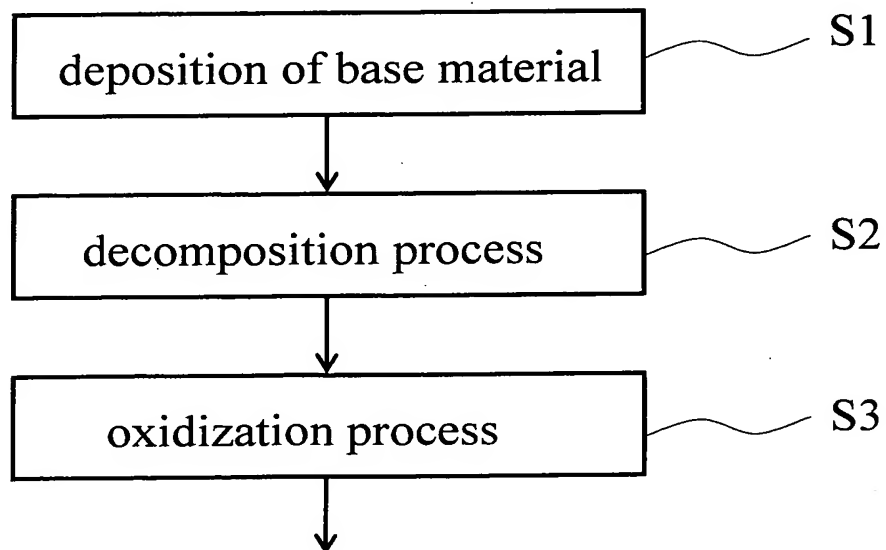 deposition of base material
S1
decomposition process
S2
oxidization process
S3